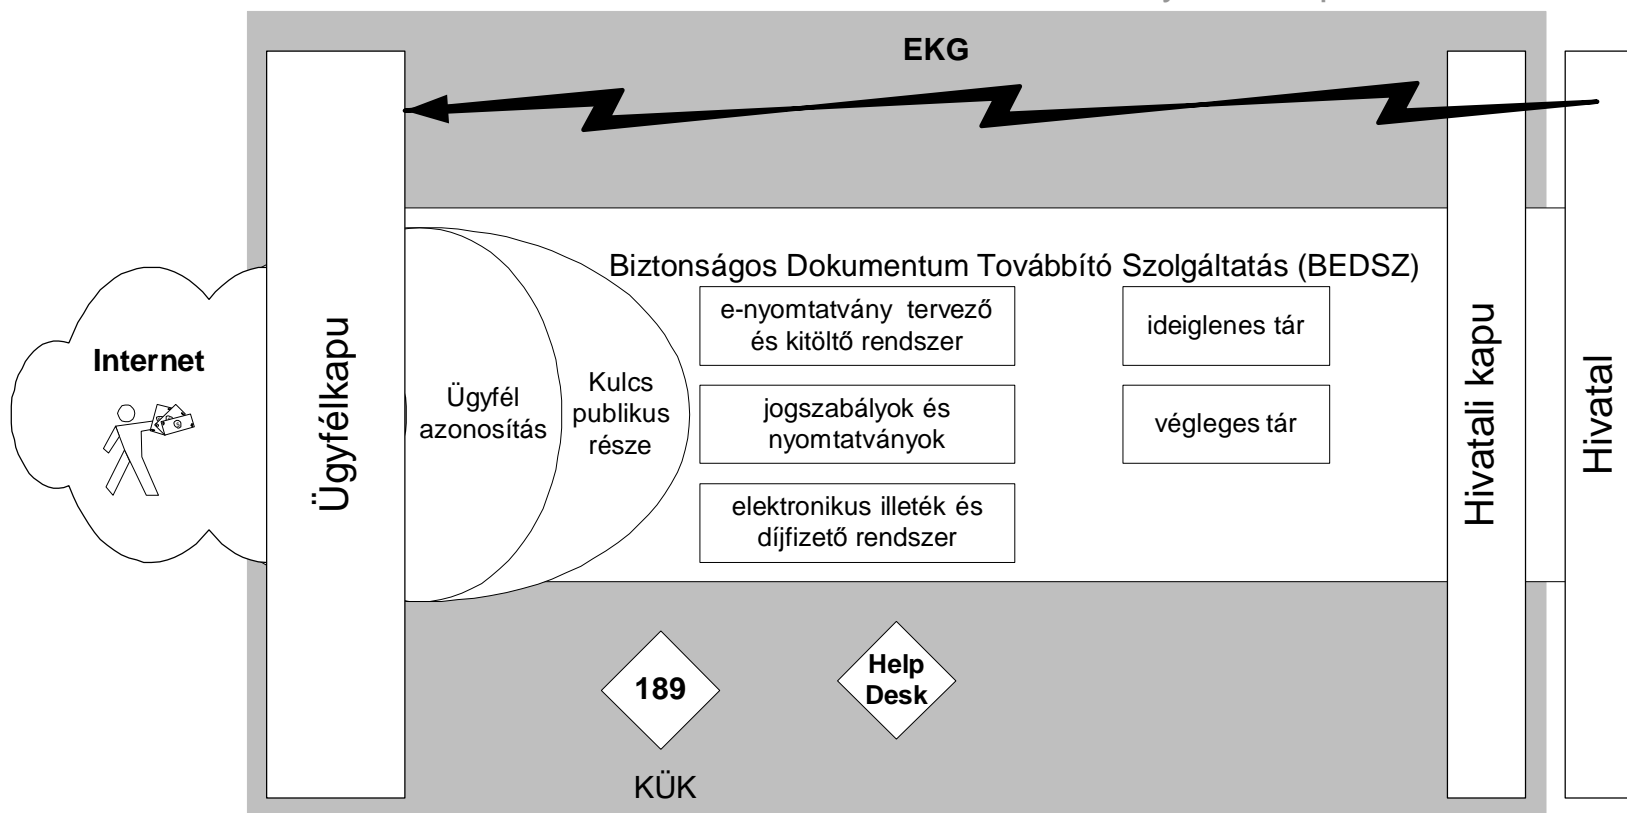 EKG
Biztonságos Dokumentum Továbbító Szolgáltatás (BEDSZ)
Internet
Ügyfélkapu
Ügyfél
azonosítás
Kulcs
publikus
része
e-nyomtatvány tervező
és kitöltő rendszer
jogszabályok és
nyomtatványok
elektronikus illeték és
díjfizető rendszer
ideiglenes tár
végleges tár
Hivatali kapu
Hivatal
189
KÜK
Help
Desk